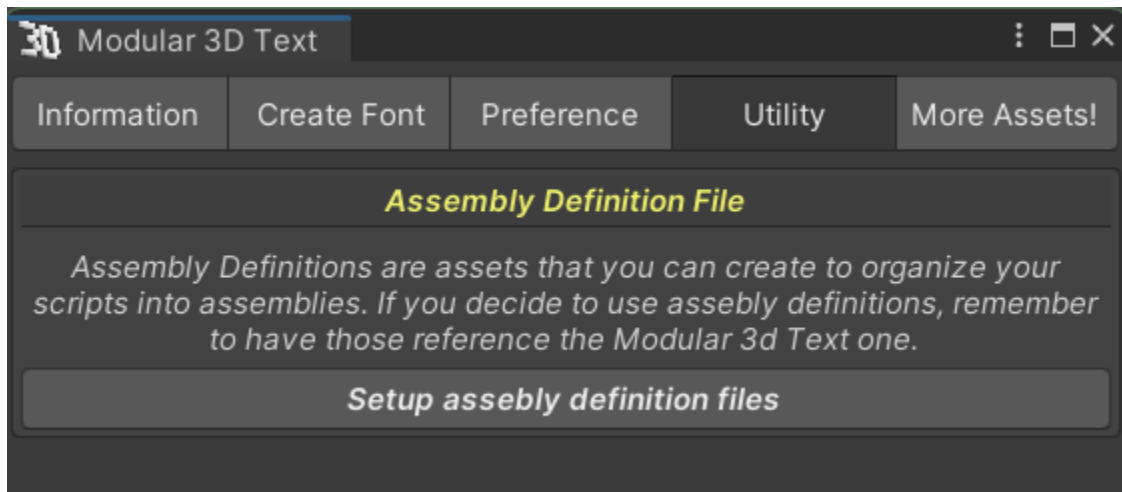 3D Modular 3D Text
Information Create Font Preference Utility More Assets!
Assembly Definition File
Assembly Definitions are assets that you can create to organize your
scripts into assemblies. If you decide to use assebly definitions, remember
to have those reference the Modular 3d Text one.
Setup assebly definition files